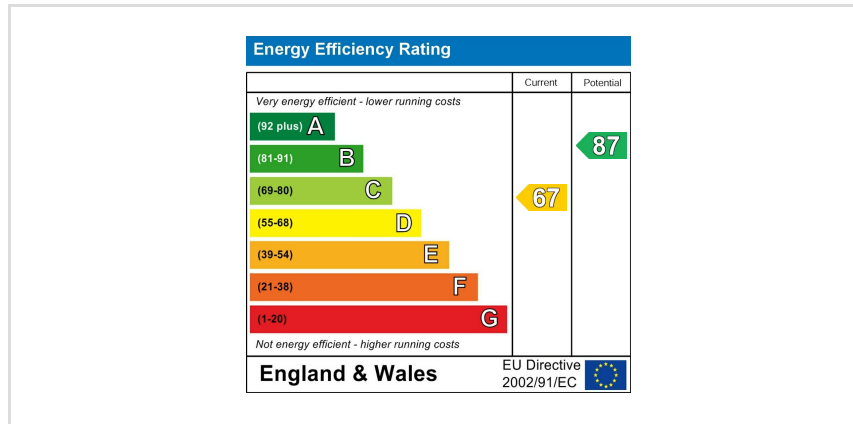 Energy Efficiency Rating
Current Potential
Very energy efficient - lower running costs
(92 plus) A
(81-91) B
87
(69-80) C
67
(55-68) D
(39-54) E
(21-38) F
(1-20) G
Not energy efficient - higher running costs
England & Wales
EU Directive
2002/91/EC